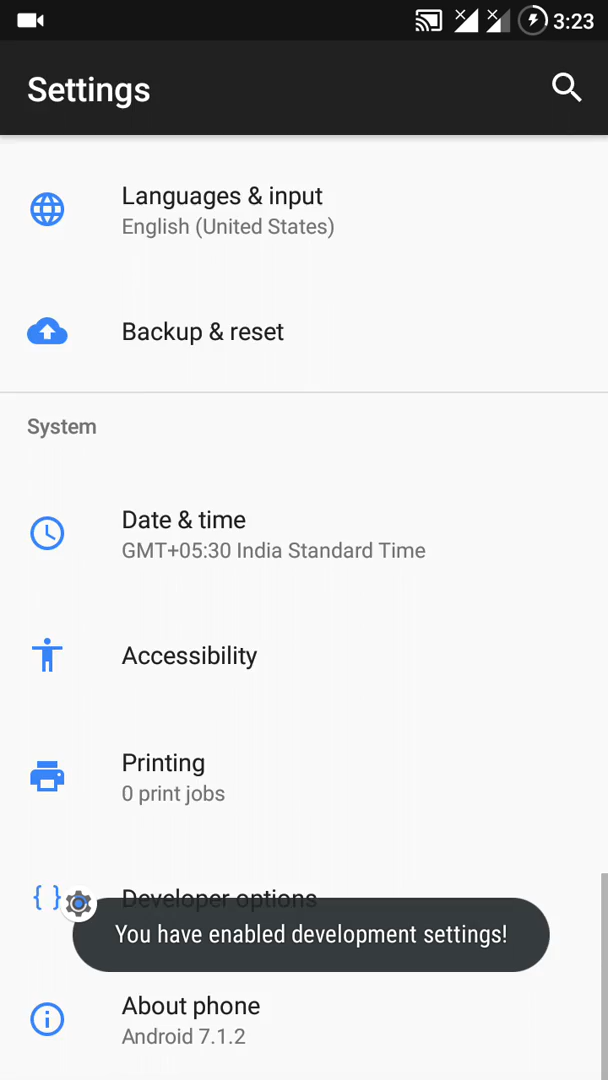 3:23
Settings
Languages & input
English (United States)
Backup & reset
System
Date & time
GMT+05:30 India Standard Time
Accessibility
Printing
0 print jobs
Developer options
You have enabled development settings!
About phone
Android 7.1.2